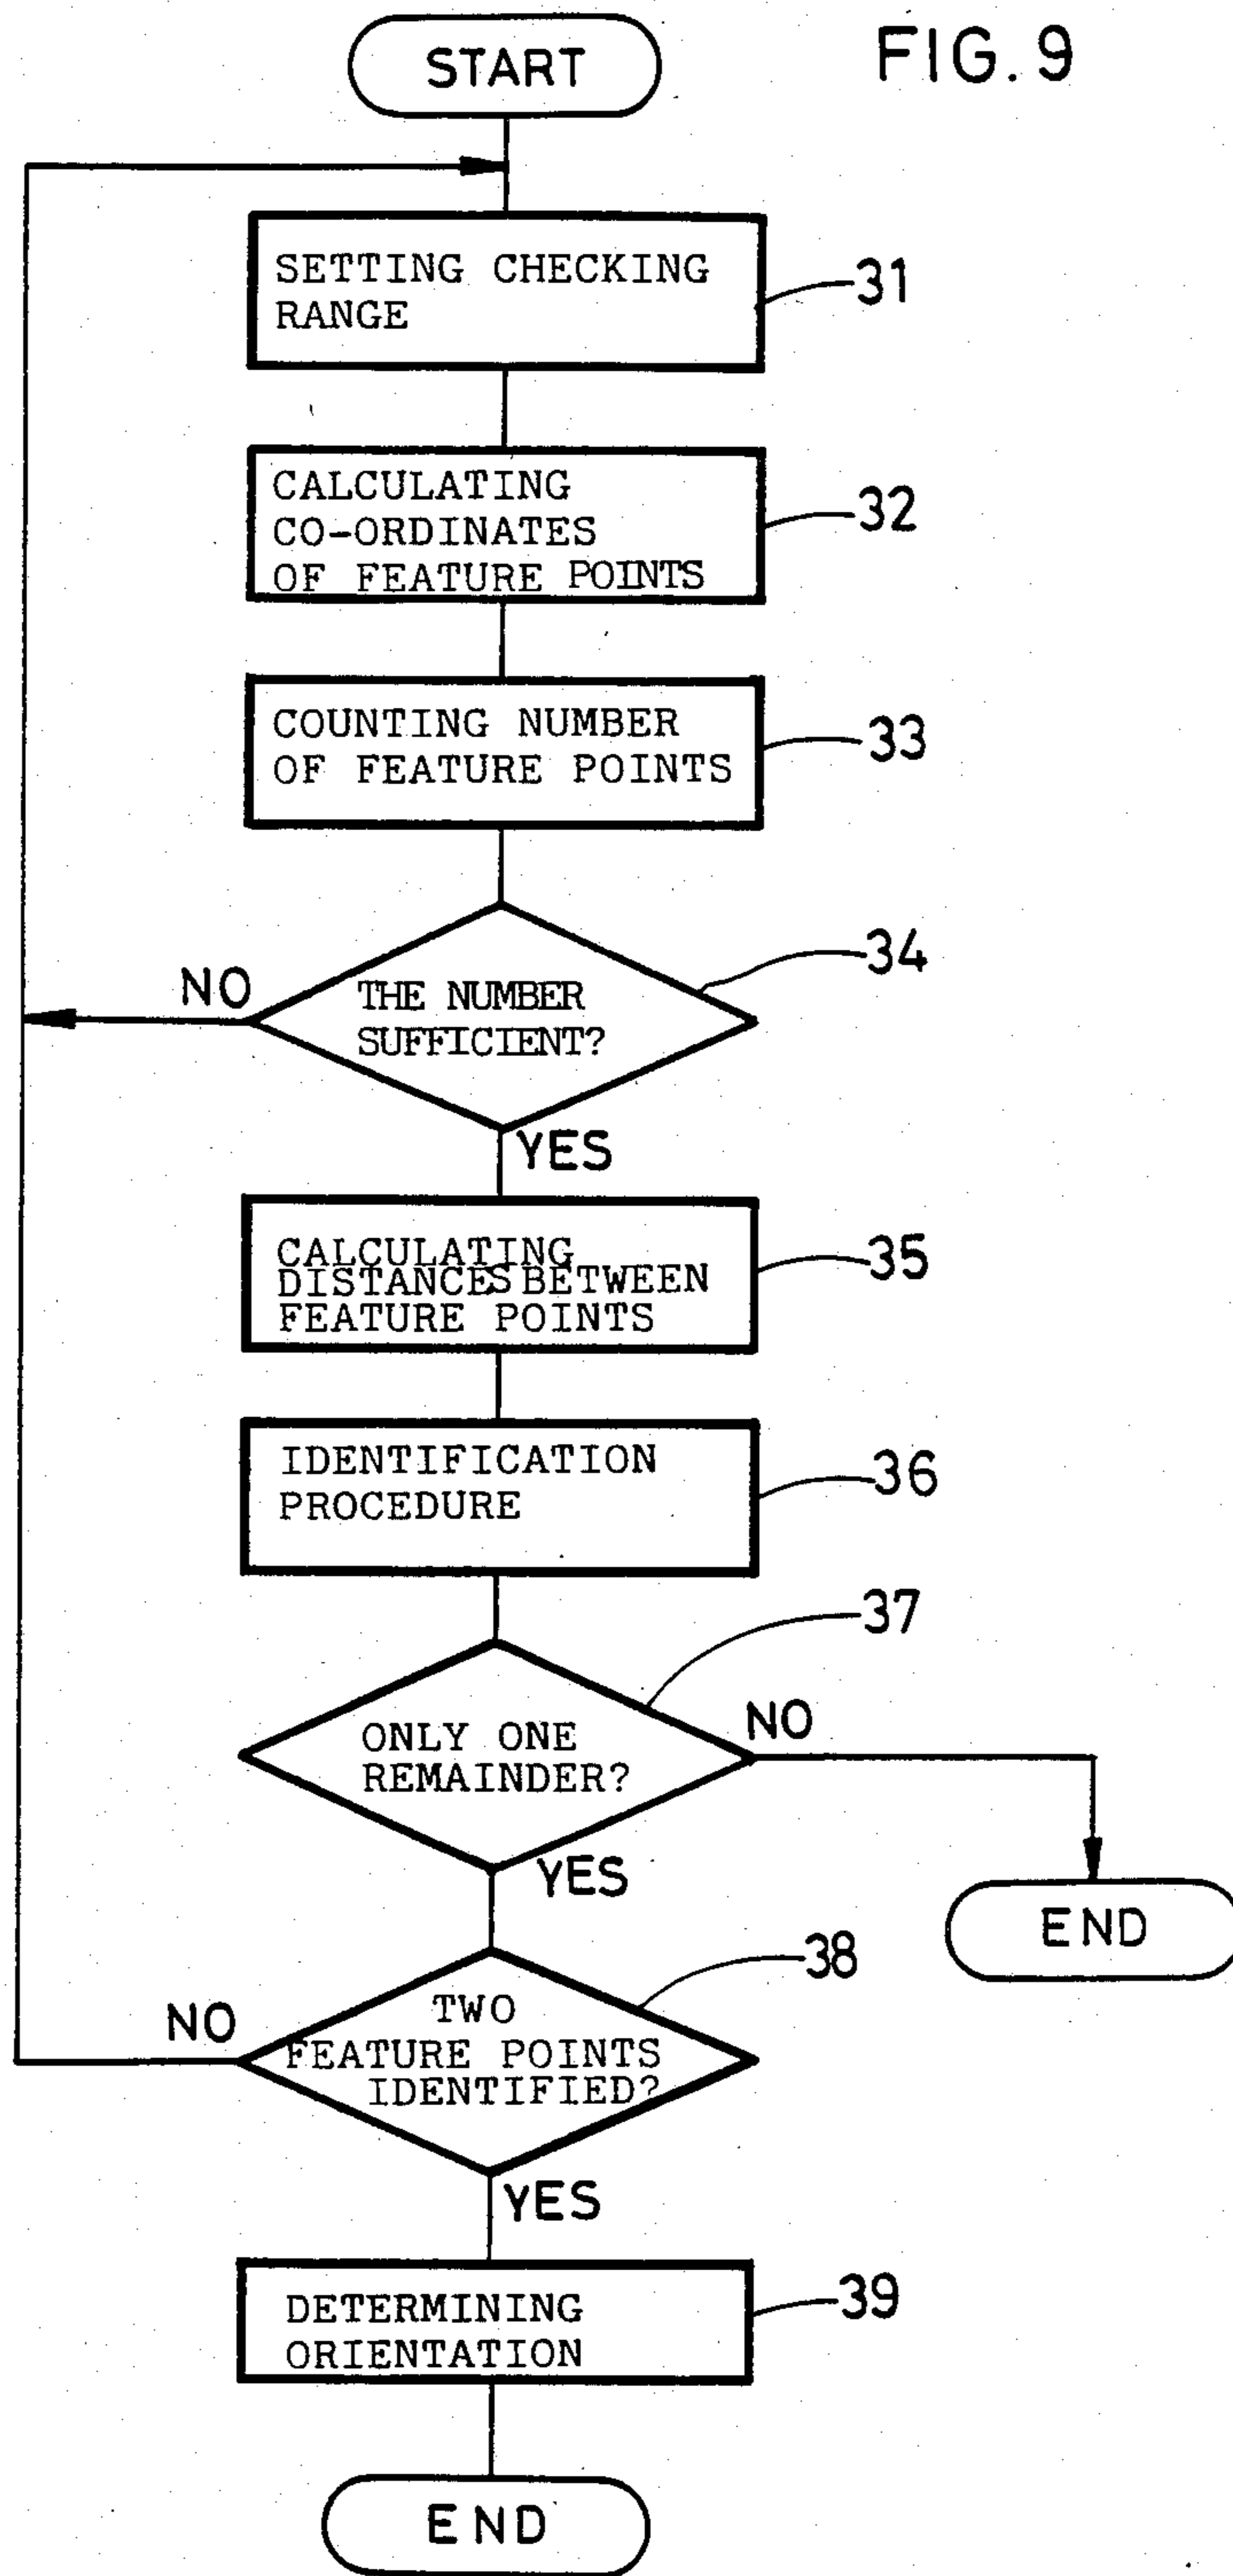 START
FIG. 9
SETTING CHECKING
RANGE
31
CALCULATING
CO-ORDINATES
OF FEATURE POINTS
32
COUNTING NUMBER
OF FEATURE POINTS
33
34
NO
THE NUMBER
SUFFICIENT?
YES
CALCULATING
DISTANCES BETWEEN
FEATURE POINTS
35
IDENTIFICATION
PROCEDURE
36
37
ONLY ONE
REMAINDER?
NO
YES
END
38
NO
TWO
FEATURE POINTS
IDENTIFIED?
YES
DETERMINING
ORIENTATION
39
END